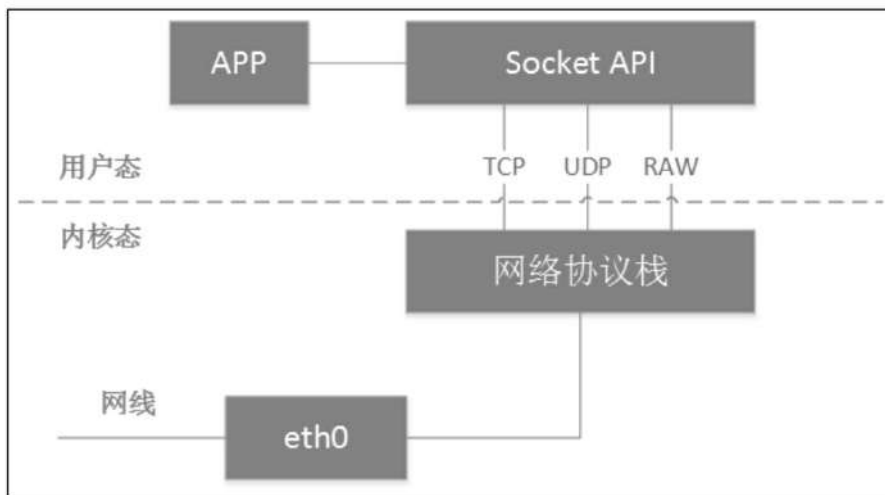 APP
Socket API
用户态
TCP
UDP
RAW
内核态
网络协议栈
网线
eth0